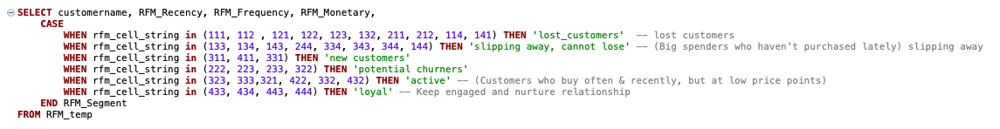 SELECT customername, RFM_Recency, RFM_Frequency, RFM_Monetary,
CASE
WHEN rfm_cell_string in (111, 112 , 121, 122, 123, 132, 211, 212, 114, 141) THEN 'lost_customers' -- lost customers
WHEN rfm_cell_string in (133, 134, 143, 244, 334, 343, 344, 144) THEN 'slipping away, cannot lose' -- (Big spenders who haven’t purchased lately) slipping away
WHEN rfm_cell_string in (311, 411, 331) THEN 'new customers'
WHEN rfm_cell_string in (222, 223, 233, 322) THEN 'potential churners'
WHEN rfm_cell_string in (323, 333,321, 422, 332, 432) THEN 'active' -- (Customers who buy often & recently, but at low price points)
WHEN rfm_cell_string in (433, 434, 443, 444) THEN 'loyal' -- Keep engaged and nurture relationship
END RFM_Segment
FROM RFM_temp